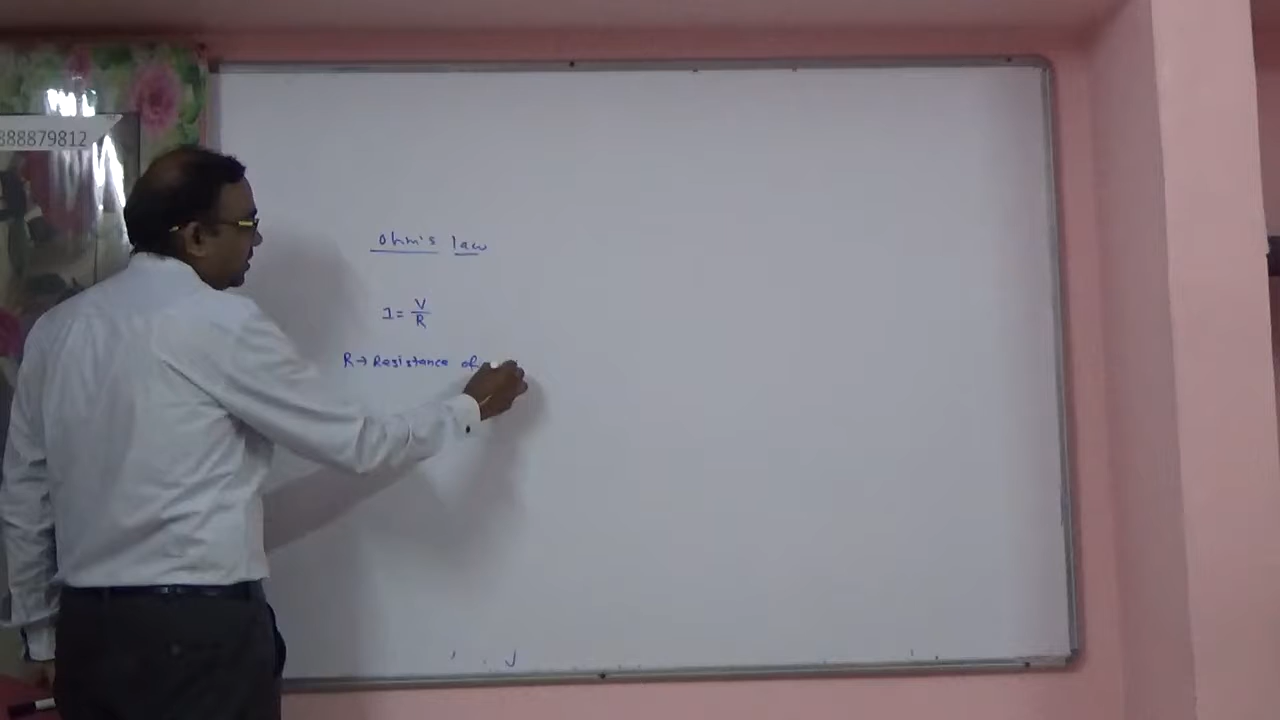 888879812
ohm's law
I = V/R
R → Resistance of